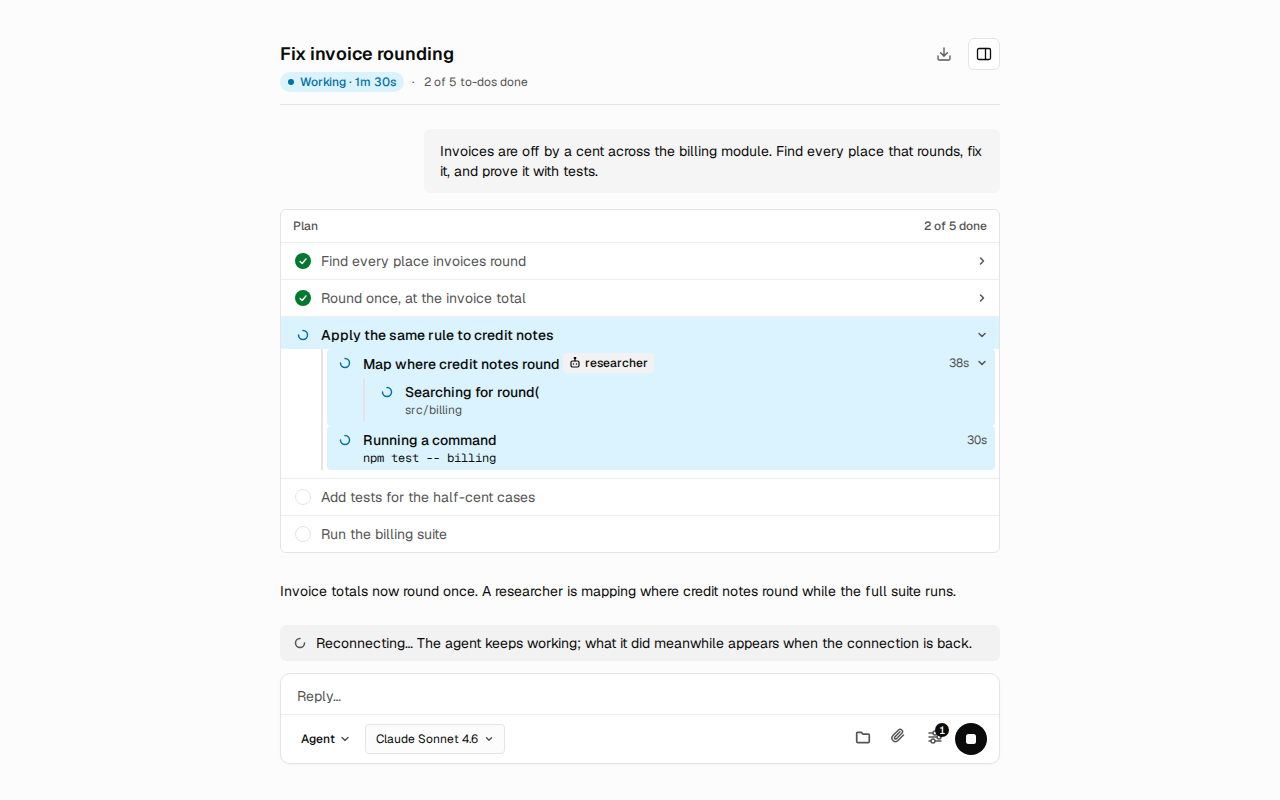 Fix invoice rounding
Working · 1m 30s · 2 of 5 to-dos done
Invoices are off by a cent across the billing module. Find every place that rounds, fix
it, and prove it with tests.
Plan 2 of 5 done
Find every place invoices round
Round once, at the invoice total
Apply the same rule to credit notes
Map where credit notes round researcher 38s
Searching for round(
src/billing
Running a command 30s
npm test -- billing
Add tests for the half-cent cases
Run the billing suite
Invoice totals now round once. A researcher is mapping where credit notes round while the full suite runs.
Reconnecting… The agent keeps working; what it did meanwhile appears when the connection is back.
Reply…
Agent Claude Sonnet 4.6 1